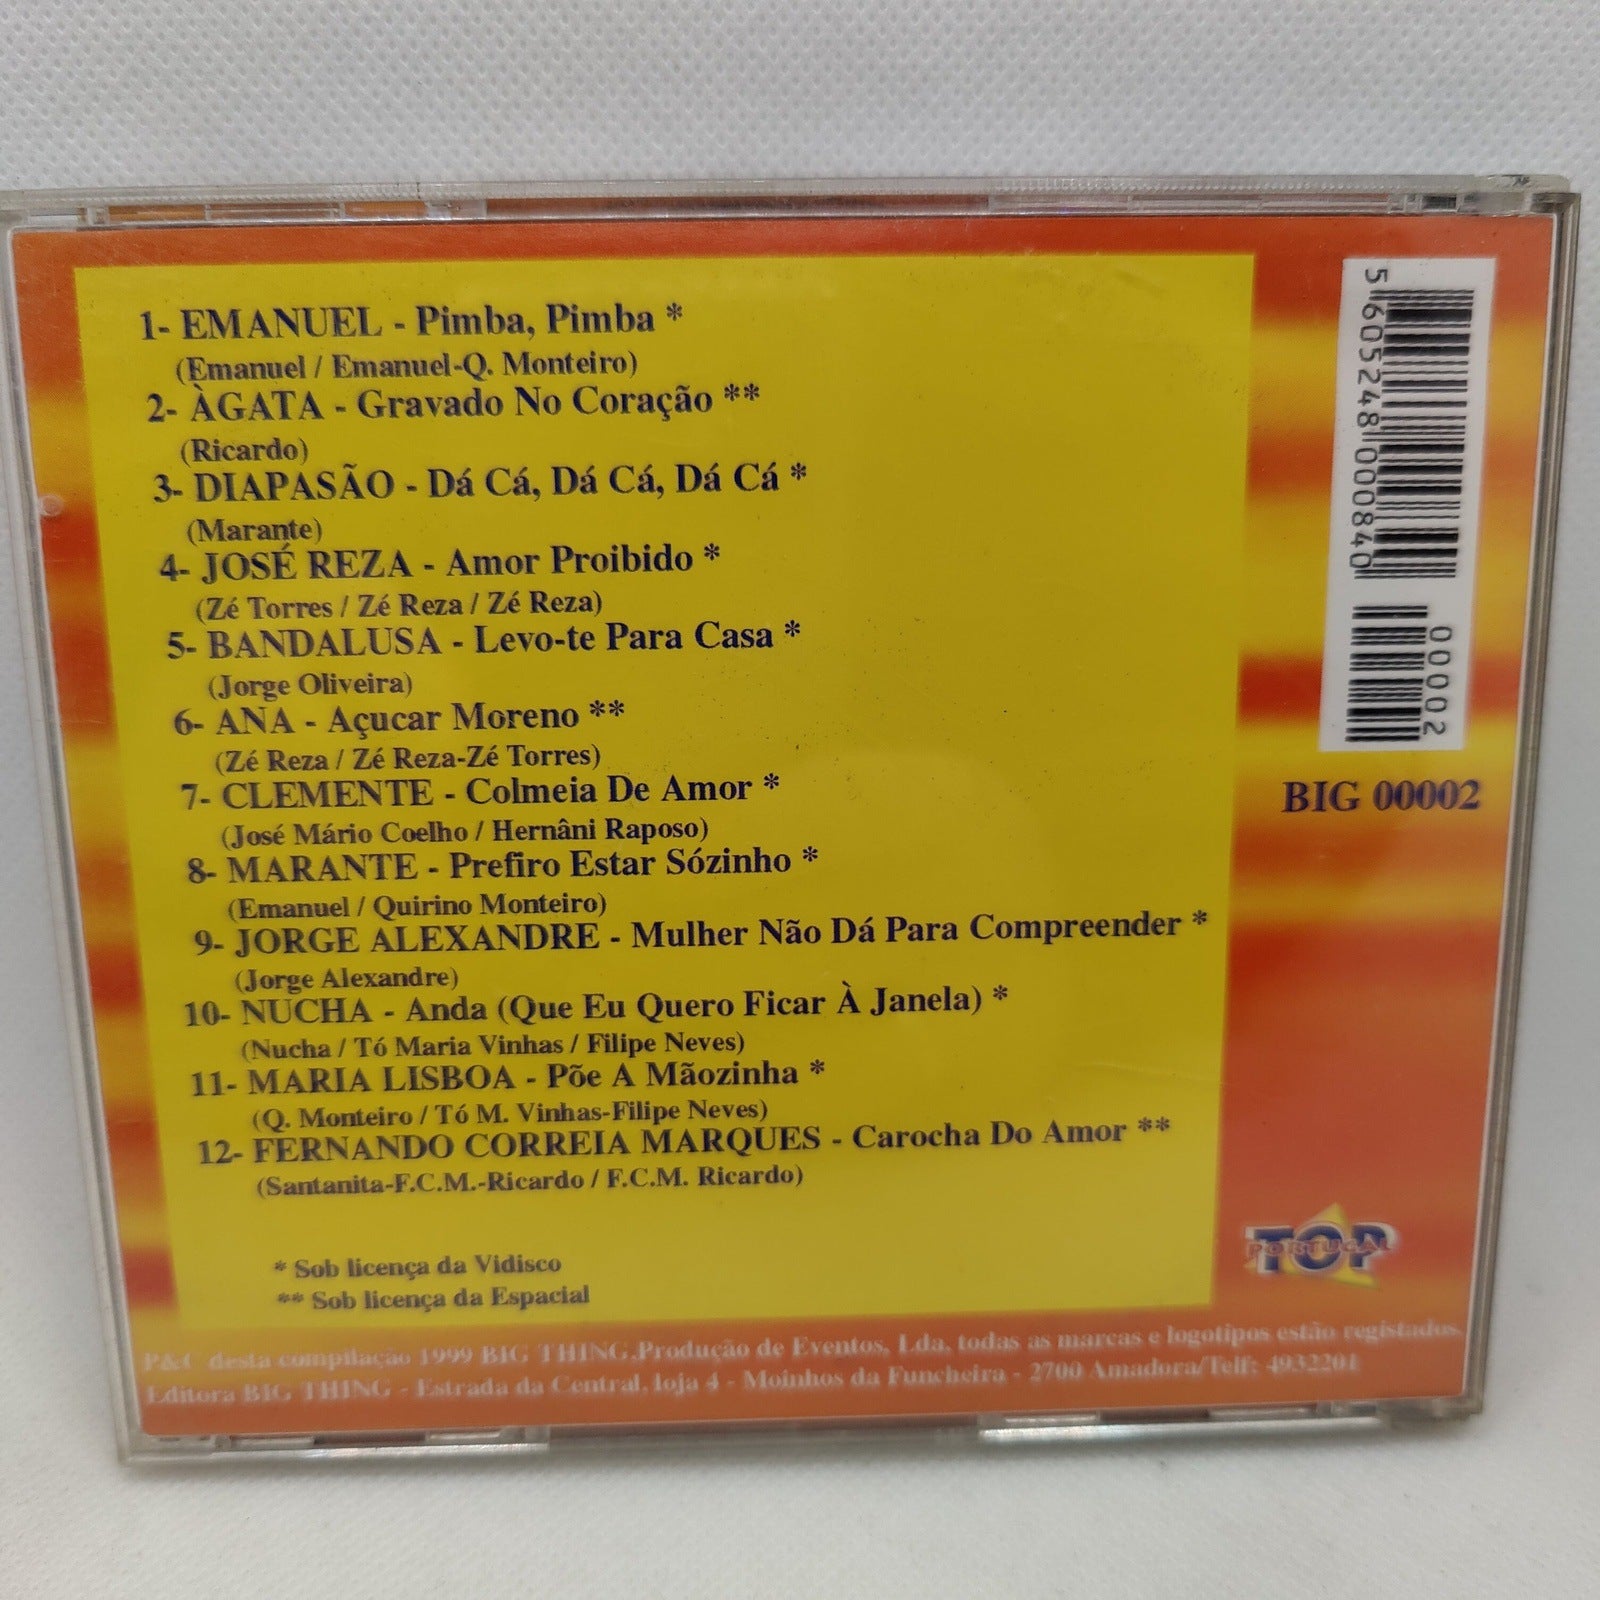 1- EMANUEL - Pimba, Pimba *
(Emanuel / Emanuel-Q. Monteiro)
2- ÀGATA - Gravado No Coração **
(Ricardo)
3- DIAPASÃO - Dá Cá, Dá Cá, Dá Cá *
(Marante)
4- JOSÉ REZA - Amor Proibido *
(Zé Torres / Zé Reza / Zé Reza)
5- BANDALUSA - Levo-te Para Casa *
(Jorge Oliveira)
6- ANA - Açucar Moreno **
(Zé Reza / Zé Reza-Zé Torres)
7- CLEMENTE - Colmeia De Amor *
(José Mário Coelho / Hernâni Raposo)
8- MARANTE - Prefiro Estar Sózinho *
(Emanuel / Quirino Monteiro)
9- JORGE ALEXANDRE - Mulher Não Dá Para Compreender *
(Jorge Alexandre)
10- NUCHA - Anda (Que Eu Quero Ficar À Janela) *
(Nucha / Tó Maria Vinhas / Filipe Neves)
11- MARIA LISBOA - Põe A Mãozinha *
(Q. Monteiro / Tó M. Vinhas-Filipe Neves)
12- FERNANDO CORREIA MARQUES - Carocha Do Amor **
(Santanita-F.C.M.-Ricardo / F.C.M. Ricardo)
* Sob licença da Vidisco
** Sob licença da Espacial
P&C desta compilação 1999 BIG THING,Produção de Eventos, Lda, todas as marcas e logotipos estão registados.
Editora BIG THING - Estrada da Central, loja 4 - Moinhos da Funcheira - 2700 Amadora/Telf: 4932201
5 605248 000840
00002
BIG 00002
TOP
PORTUGAL